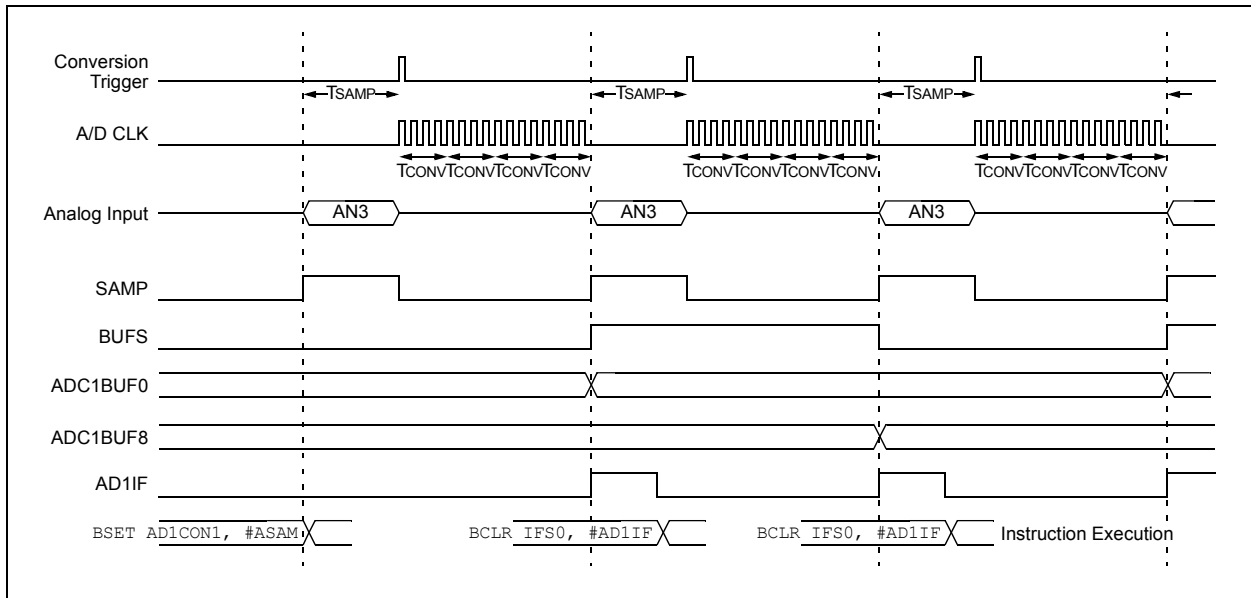 Conversion
Trigger
TSAMP TSAMP TSAMP
A/D CLK
TCONV TCONV TCONV TCONV TCONV TCONV TCONV TCONV TCONV TCONV TCONV TCONV
Analog Input AN3 AN3 AN3
SAMP
BUFS
ADC1BUF0
ADC1BUF8
AD1IF
BSET AD1CON1, #ASAM BCLR IFS0, #AD1IF BCLR IFS0, #AD1IF Instruction Execution